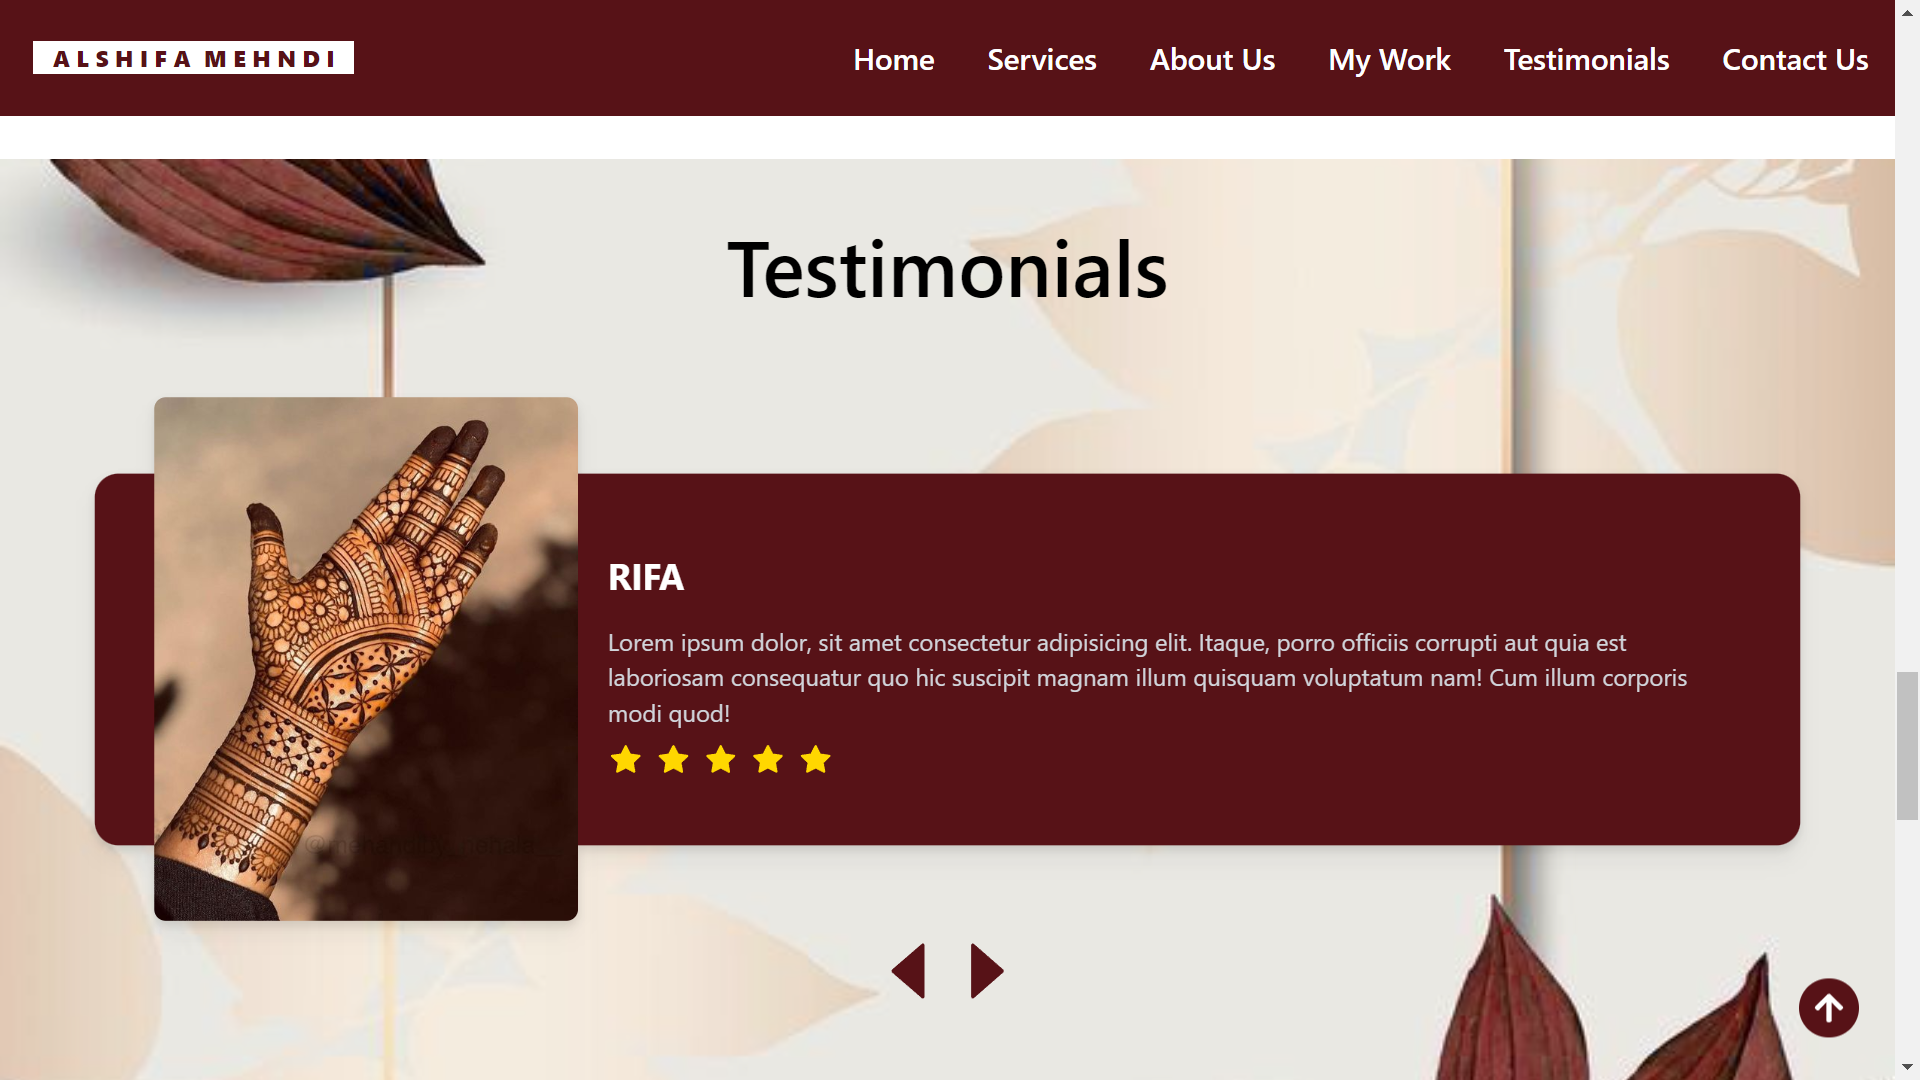 ALSHIFA MEHNDI
Home Services About Us My Work Testimonials Contact Us
Testimonials
RIFA
Lorem ipsum dolor, sit amet consectetur adipisicing elit. Itaque, porro officiis corrupti aut quia est
laboriosam consequatur quo hic suscipit magnam illum quisquam voluptatum nam! Cum illum corporis
modi quod!